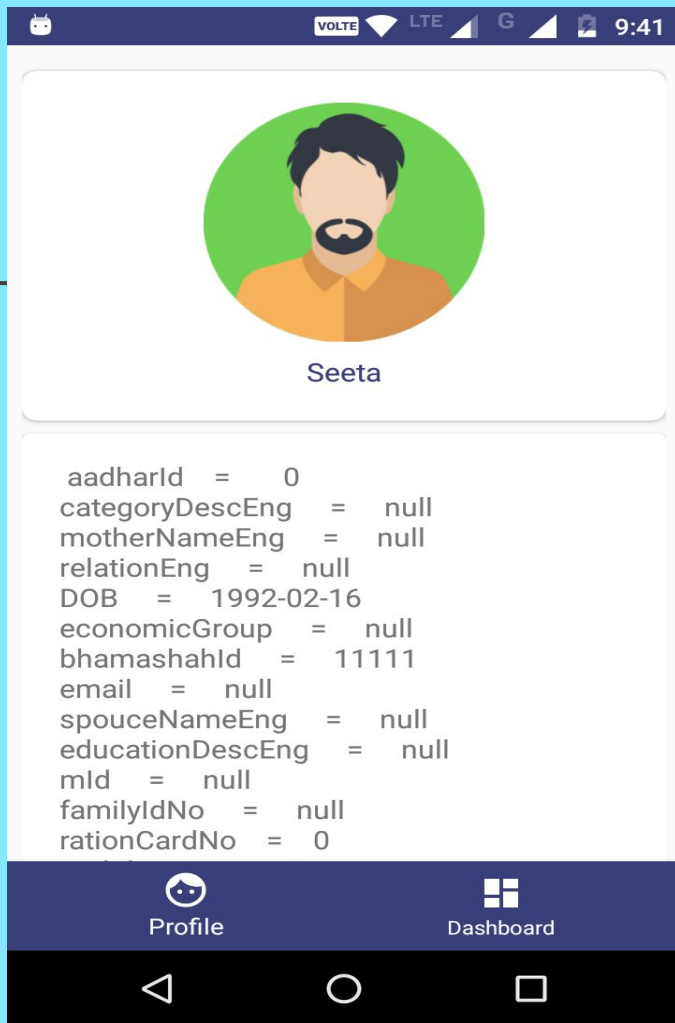 VOLTE LTE G 9:41
Seeta
aadharId = 0
categoryDescEng = null
motherNameEng = null
relationEng = null
DOB = 1992-02-16
economicGroup = null
bhamashahId = 11111
email = null
spouceNameEng = null
educationDescEng = null
mId = null
familyIdNo = null
rationCardNo = 0
Profile Dashboard